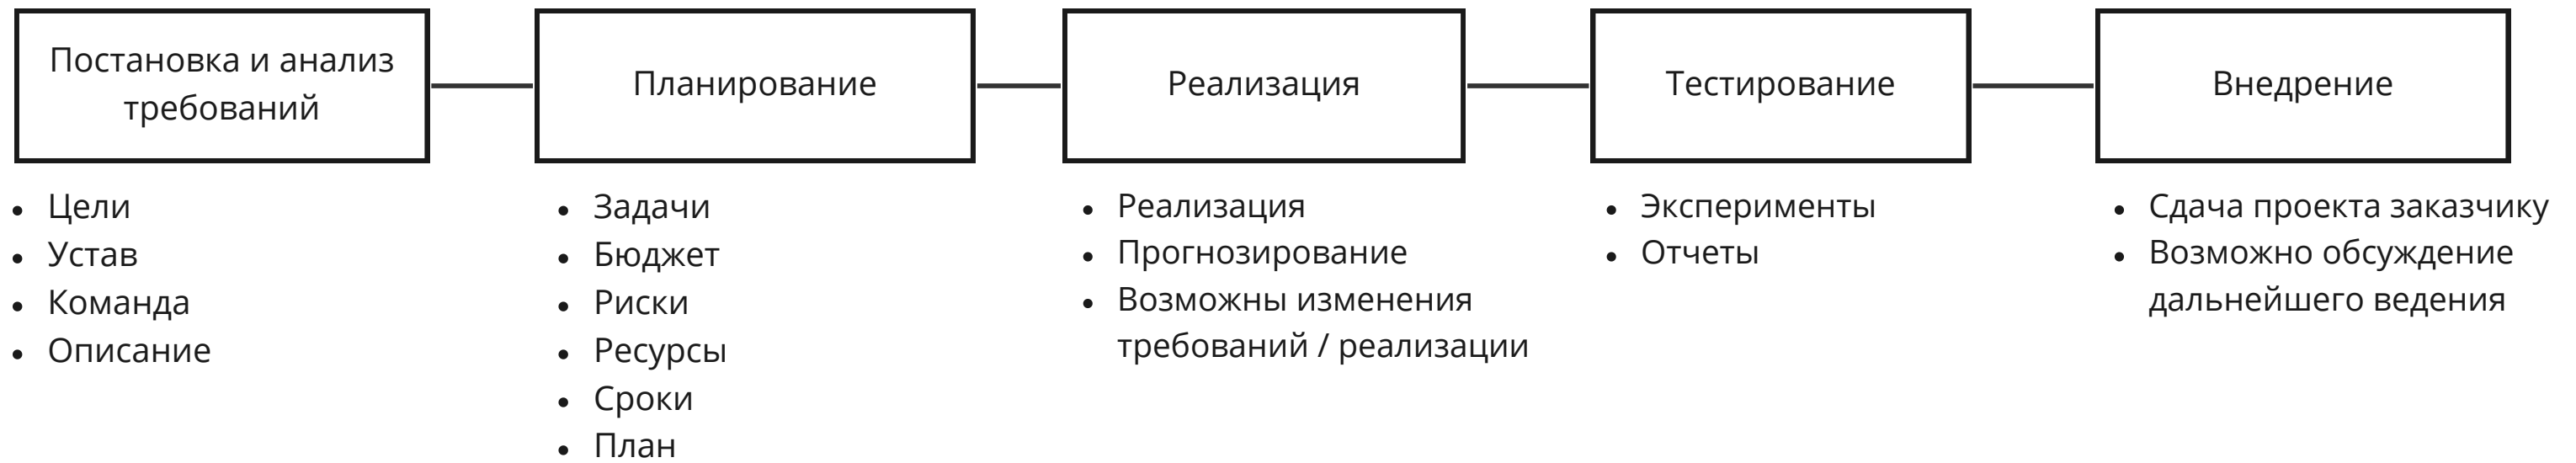 Постановка и анализ
требований
Планирование
Реализация
Тестирование
Внедрение
• Цели
• Устав
• Команда
• Описание
• Задачи
• Бюджет
• Риски
• Ресурсы
• Сроки
• План
• Реализация
• Прогнозирование
• Возможны изменения
требований / реализации
• Эксперименты
• Отчеты
• Сдача проекта заказчику
• Возможно обсуждение
дальнейшего ведения